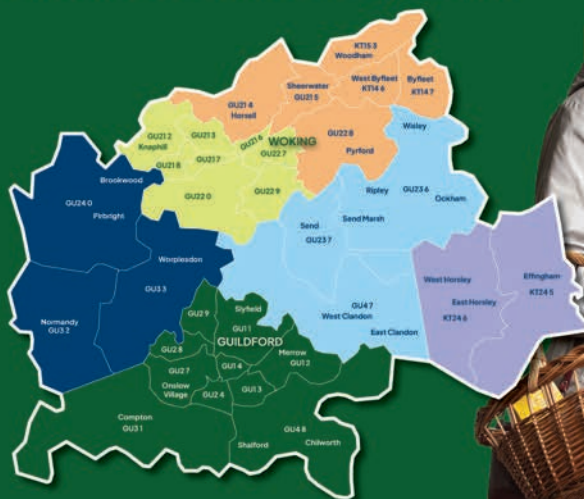 KT15 3
Woodham
Sheerwater
GU21 5
West Byfleet
KT14 6
Byfleet
KT14 7
GU21 4
Horsell
GU21 2
Knaphill
GU21 3
GU21 6
WOKING
GU22 7
GU22 8
Pyrford
Wisley
GU21 8
GU21 7
Brookwood
GU24 0
Pirbright
GU22 0
GU22 9
Ripley
GU23 6
Ockham
Send
GU23 7
Send Marsh
Worplesdon
GU3 3
Normandy
GU3 2
West Horsley
East Horsley
KT24 6
Effingham
KT24 5
GU4 7
West Clandon
East Clandon
Slyfield
GU2 9
GU1 1
GUILDFORD
Merrow
GU1 2
GU2 8
GU1 4
GU2 7
Onslow
Village
GU2 4
GU1 3
Compton
GU3 1
GU4 8
Shalford
Chilworth